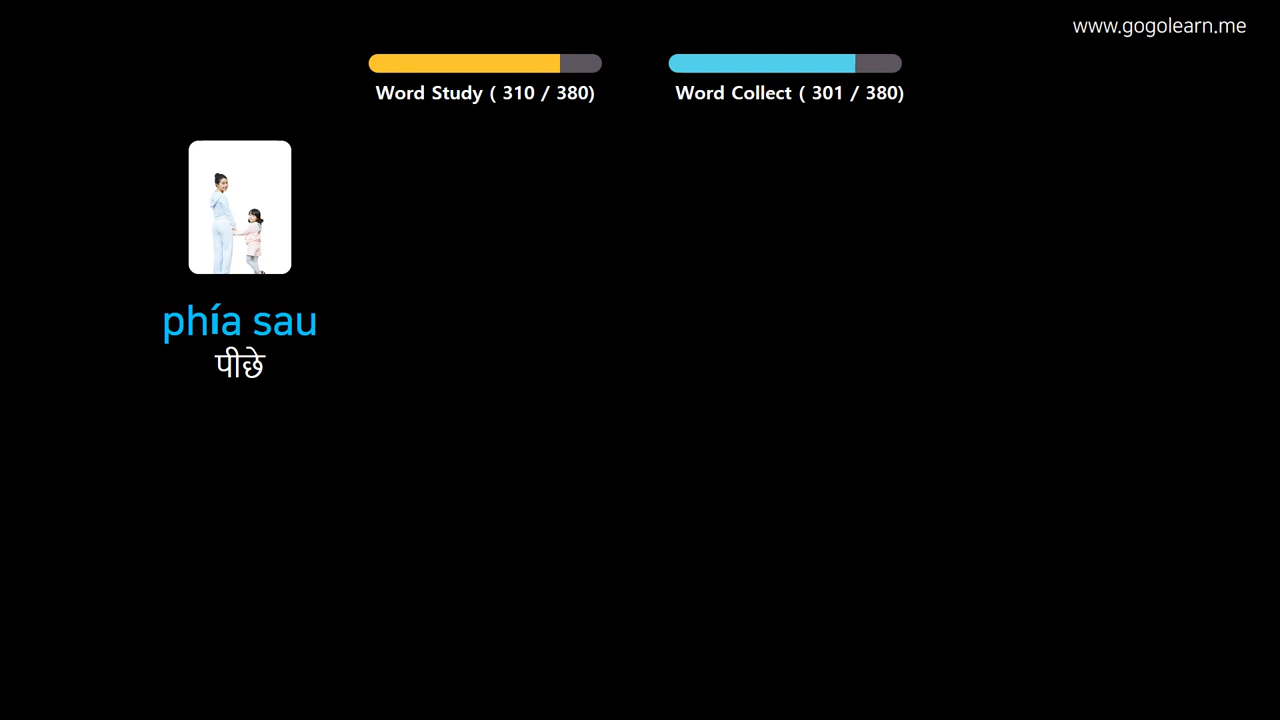 www.gogolearn.me
Word Study ( 310 / 380)
Word Collect ( 301 / 380)
phía sau
पीछे